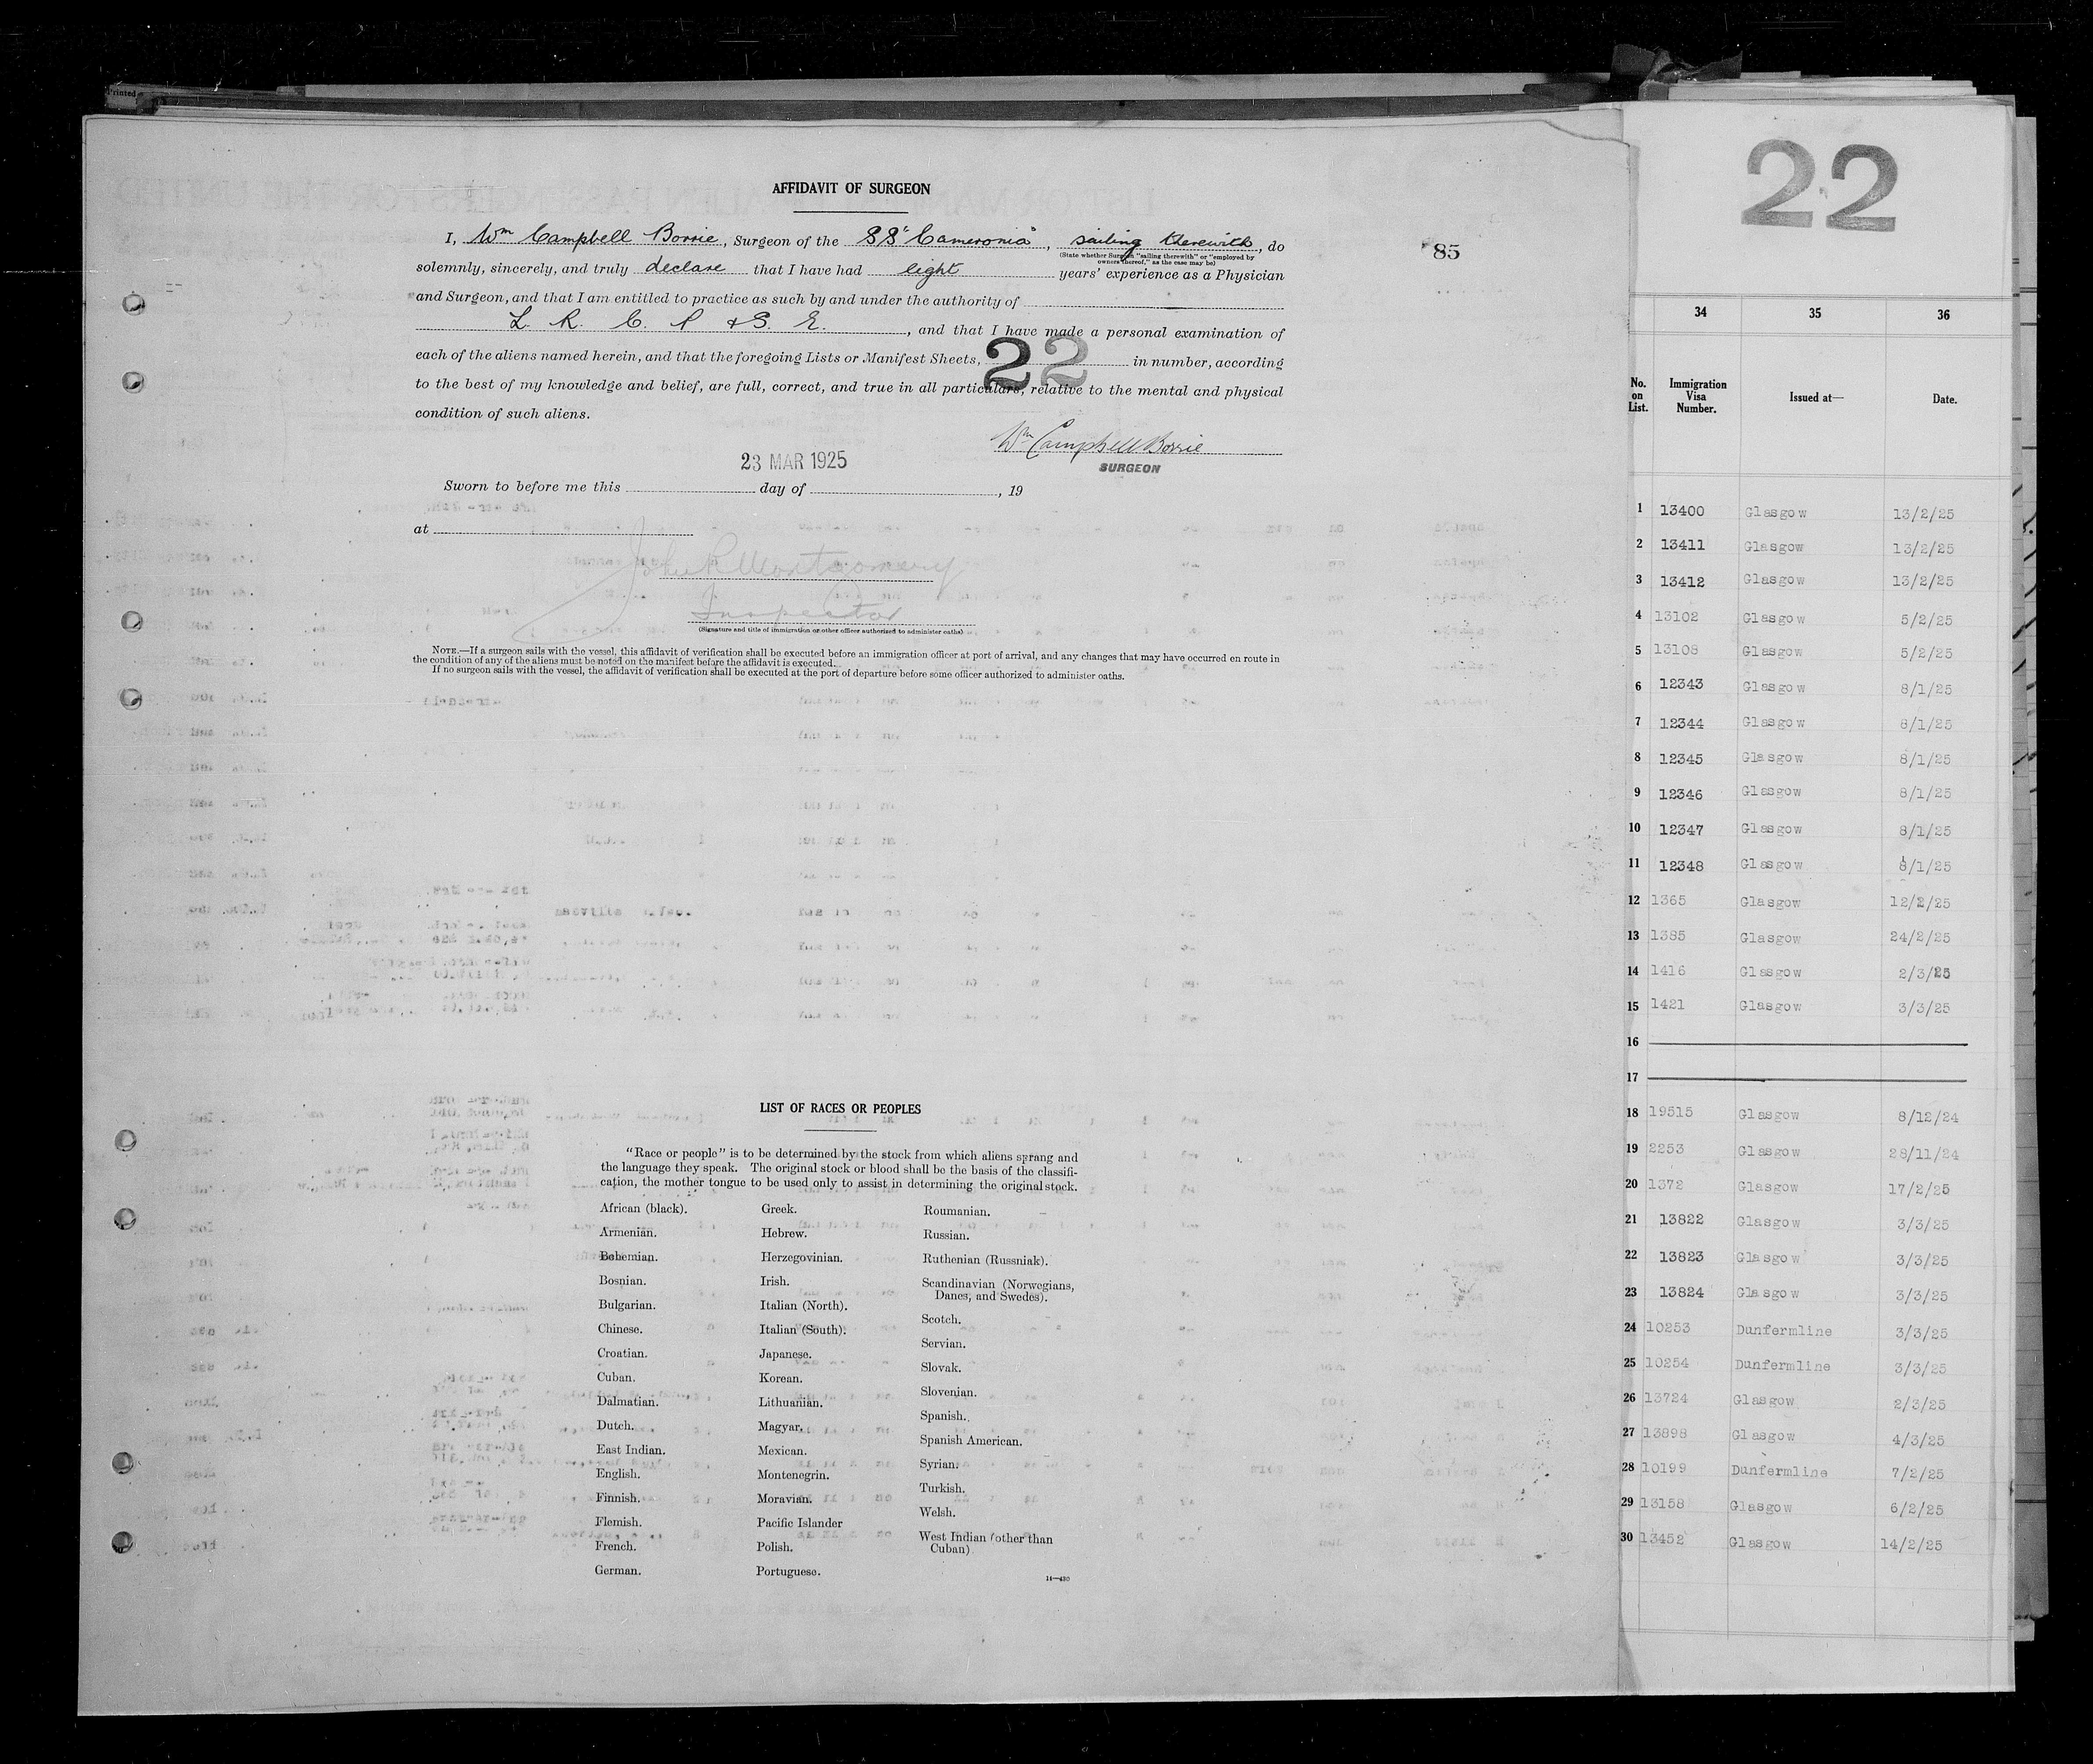 Printed
AFFIDAVIT OF SURGEON
I, Wm Campbell Borrie, Surgeon of the SS "Cameronia", sailing therewith, do
(State whether Surgeon "sailing therewith" or "employed by
owners thereof," as the case may be)
solemnly, sincerely, and truly declare that I have had eight years' experience as a Physician
and Surgeon, and that I am entitled to practice as such by and under the authority of
L. R. C. P. & S. E., and that I have made a personal examination of
each of the aliens named herein, and that the foregoing Lists or Manifest Sheets, 22 in number, according
to the best of my knowledge and belief, are full, correct, and true in all particulars, relative to the mental and physical
condition of such aliens.
Wm Campbell Borrie
SURGEON
23 MAR 1925
Sworn to before me this day of , 19
at
John R Montgomery
Inspector
(Signature and title of immigration or other officer authorized to administer oaths)
NOTE.—If a surgeon sails with the vessel, this affidavit of verification shall be executed before an immigration officer at port of arrival, and any changes that may have occurred en route in
the condition of any of the aliens must be noted on the manifest before the affidavit is executed.
If no surgeon sails with the vessel, the affidavit of verification shall be executed at the port of departure before some officer authorized to administer oaths.
85
LIST OF RACES OR PEOPLES
"Race or people" is to be determined by the stock from which aliens sprang and
the language they speak. The original stock or blood shall be the basis of the classifi-
cation, the mother tongue to be used only to assist in determining the original stock.
African (black).
Armenian.
Bohemian.
Bosnian.
Bulgarian.
Chinese.
Croatian.
Cuban.
Dalmatian.
Dutch.
East Indian.
English.
Finnish.
Flemish.
French.
German.
Greek.
Hebrew.
Herzegovinian.
Irish.
Italian (North).
Italian (South).
Japanese.
Korean.
Lithuanian.
Magyar.
Mexican.
Montenegrin.
Moravian.
Pacific Islander
Polish.
Portuguese.
Roumanian.
Russian.
Ruthenian (Russniak).
Scandinavian (Norwegians,
Danes, and Swedes).
Scotch.
Servian.
Slovak.
Slovenian.
Spanish.
Spanish American.
Syrian.
Turkish.
Welsh.
West Indian (other than
Cuban)
14—430
22
34 35 36
No. on List. Immigration Visa Number. Issued at— Date.
1 13400 Glasgow 13/2/25
2 13411 Glasgow 13/2/25
3 13412 Glasgow 13/2/25
4 13102 Glasgow 5/2/25
5 13108 Glasgow 5/2/25
6 12343 Glasgow 8/1/25
7 12344 Glasgow 8/1/25
8 12345 Glasgow 8/1/25
9 12346 Glasgow 8/1/25
10 12347 Glasgow 8/1/25
11 12348 Glasgow 8/1/25
12 1365 Glasgow 12/2/25
13 1385 Glasgow 24/2/25
14 1416 Glasgow 2/3/25
15 1421 Glasgow 3/3/25
16
17
18 19515 Glasgow 8/12/24
19 2253 Glasgow 28/11/24
20 1372 Glasgow 17/2/25
21 13822 Glasgow 3/3/25
22 13823 Glasgow 3/3/25
23 13824 Glasgow 3/3/25
24 10253 Dunfermline 3/3/25
25 10254 Dunfermline 3/3/25
26 13724 Glasgow 2/3/25
27 13898 Glasgow 4/3/25
28 10199 Dunfermline 7/2/25
29 13158 Glasgow 6/2/25
30 13452 Glasgow 14/2/25